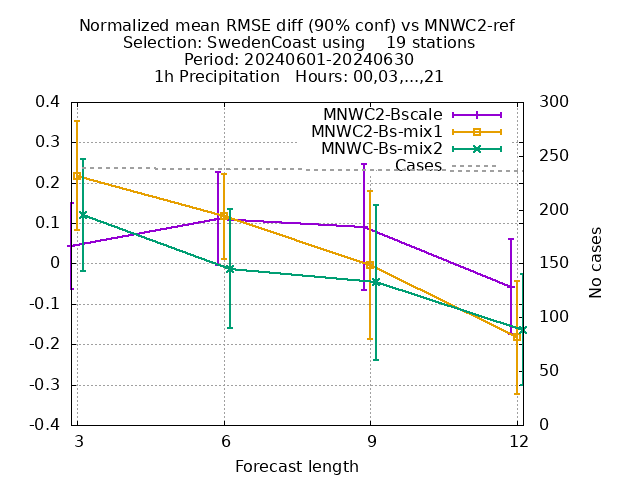 Normalized mean RMSE diff (90% conf) vs MNWC2-ref
Selection: SwedenCoast using    19 stations
Period: 20240601-20240630
1h Precipitation   Hours: 00,03,...,21
MNWC2-Bscale
MNWC2-Bs-mix1
MNWC-Bs-mix2
Cases
0.4
0.3
0.2
0.1
0
-0.1
-0.2
-0.3
-0.4
300
250
200
150
100
50
0
No cases
3
6
9
12
Forecast length